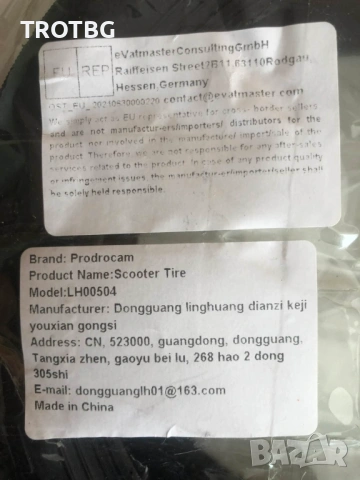 TROTBG
EU REP
eVatmasterConsultingGmbH
Raiffeisen Street2B11,63110Rodgau,
Hessen,Germany
contact@evatmaster.com
We simply act as EU representative for cross- border sellers
and are not manufactur-ers/importers/ distributors for the
product nor involved in the manufacture/ import/sale of the
product Therefore we are not responsible for any after-sales
services related to the product. In case of any product quality
or infringement issues, the manufactur-er/importer/seller shall
be solely held responsible.
Brand: Prodrocam
Product Name:Scooter Tire
Model:LH00504
Manufacturer: Dongguang linghuang dianzi keji
youxian gongsi
Address: CN, 523000, guangdong, dongguang,
Tangxia zhen, gaoyu bei lu, 268 hao 2 dong
305shi
E-mail: dongguanglh01@163.com
Made in China
BAZAR